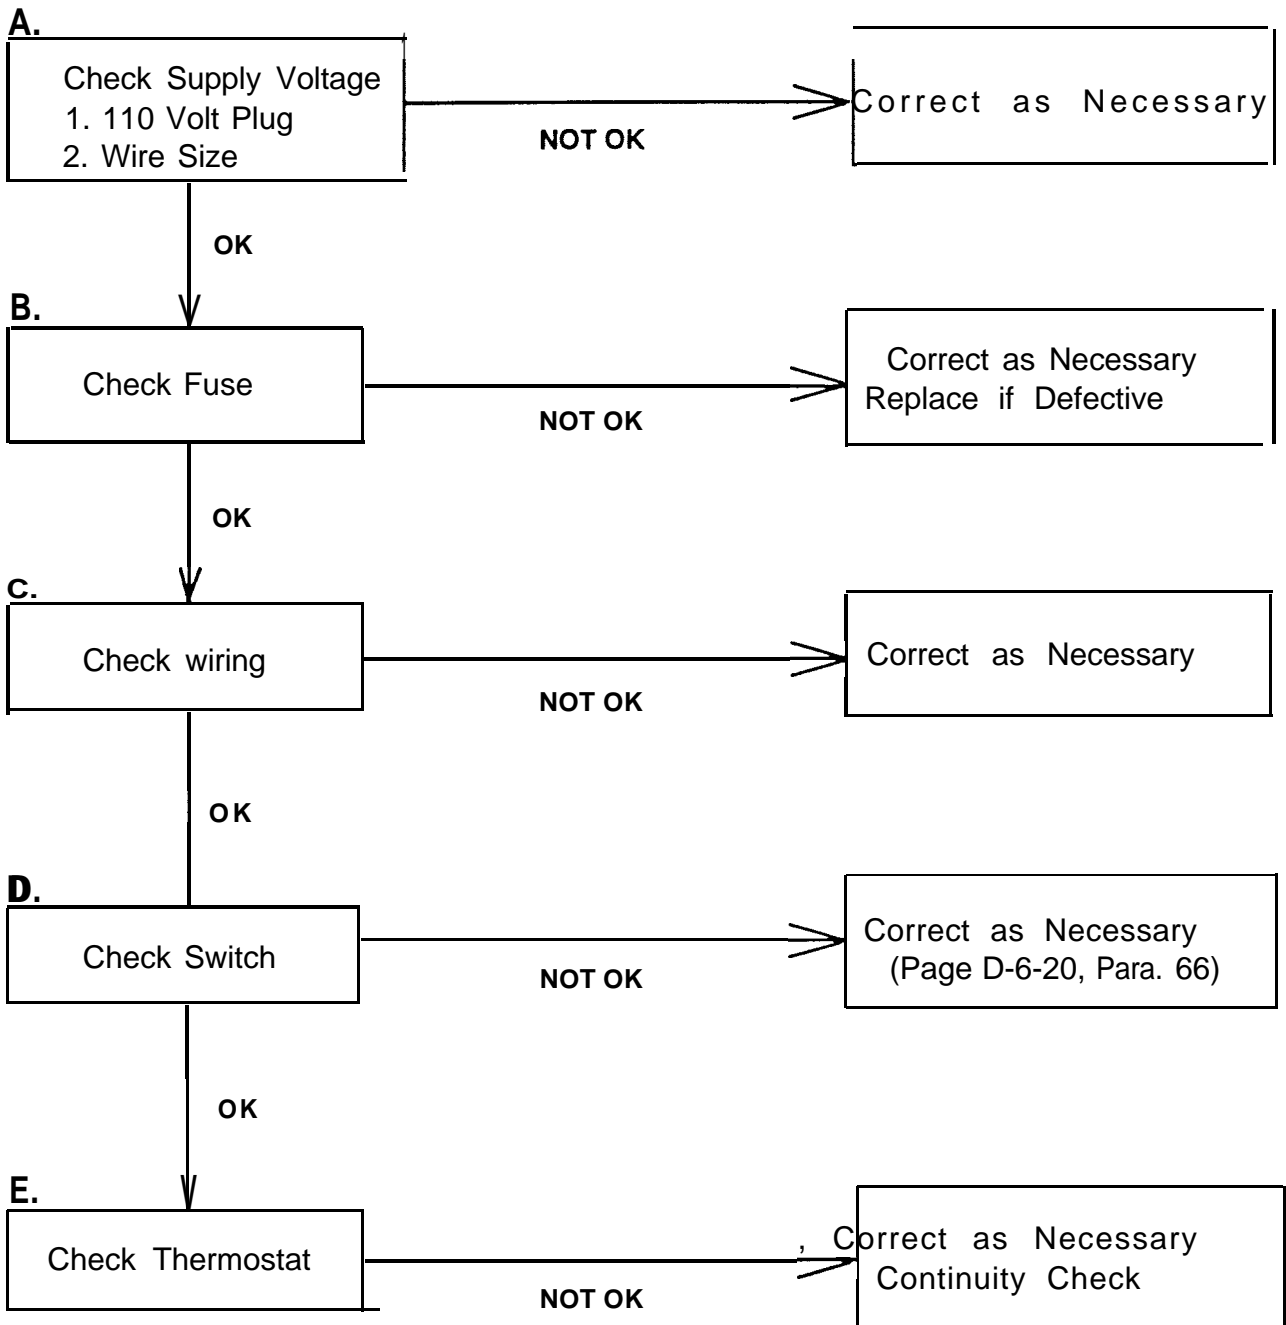 A.
Check Supply Voltage
1. 110 Volt Plug
2. Wire Size
NOT OK
Correct as Necessary
OK
B.
Check Fuse
NOT OK
Correct as Necessary
Replace if Defective
OK
C.
Check wiring
NOT OK
Correct as Necessary
OK
D.
Check Switch
NOT OK
Correct as Necessary
(Page D-6-20, Para. 66)
OK
E.
Check Thermostat
NOT OK
, Correct as Necessary
Continuity Check